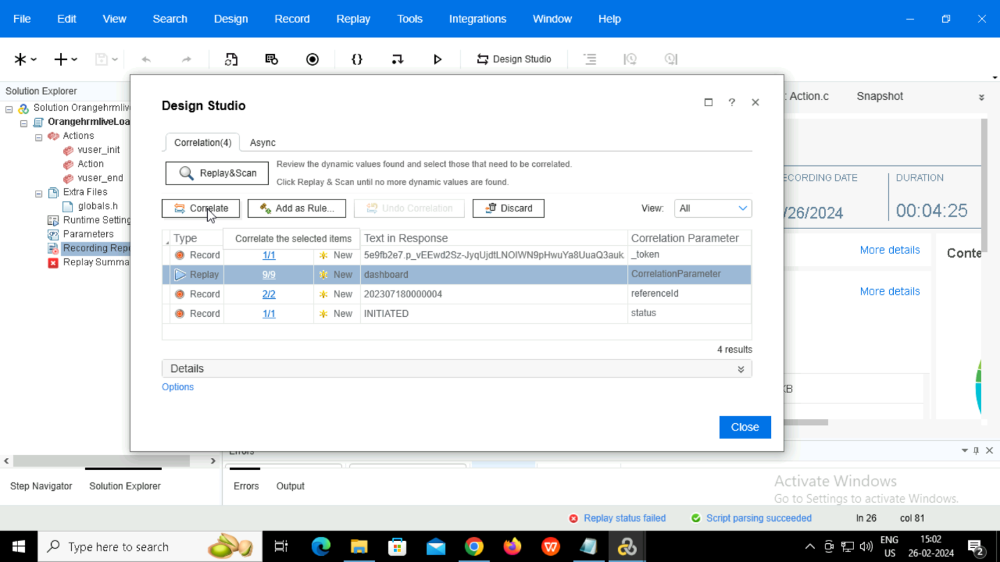 File Edit View Search Design Record Replay Tools Integrations Window Help
Design Studio
Solution Explorer
Solution Orangehrmliv
OrangehrmliveLoa
Actions
vuser_init
Action
vuser_end
Extra Files
globals.h
Runtime Setting
Parameters
Recording Repo
Replay Summa
: Action.c Snapshot
Design Studio
Correlation(4) Async
Replay&Scan
Review the dynamic values found and select those that need to be correlated.
Click Replay & Scan until no more dynamic values are found.
Correlate Add as Rule... Undo Correlation Discard View: All
Type Correlate the selected items Text in Response Correlation Parameter
Record 1/1 New 5e9fb2e7.p_vEEwd2Sz-JyqUjdtLNOIWN9pHwuYa8UuaQ3auk. _token
Replay 9/9 New dashboard CorrelationParameter
Record 2/2 New 202307180000004 referenceId
Record 1/1 New INITIATED status
4 results
Details
Options
Close
ECORDING DATE DURATION
/26/2024 00:04:25
More details Conte
More details
KB
Errors
Step Navigator Solution Explorer Errors Output
Activate Windows
Go to Settings to activate Windows.
Replay status failed Script parsing succeeded ln 26 col 81
Type here to search
ENG
US
15:02
26-02-2024
2